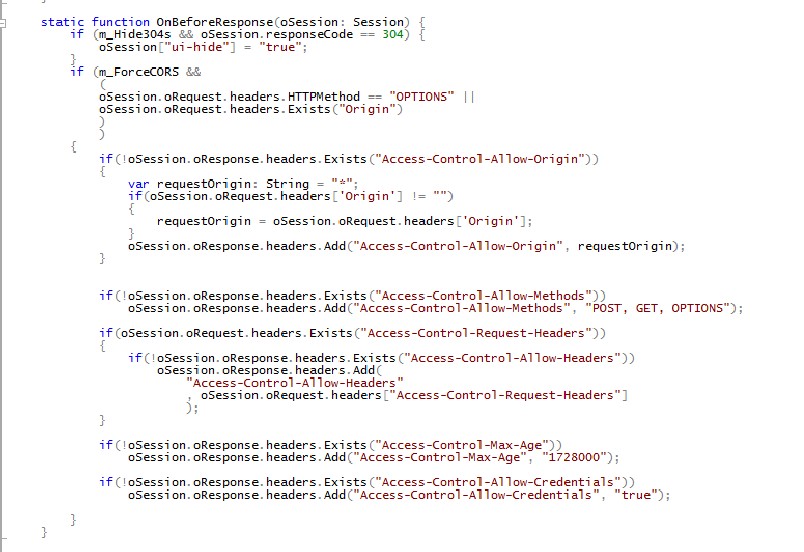 static function OnBeforeResponse(oSession: Session) {
if (m_Hide304s && oSession.responseCode == 304) {
oSession["ui-hide"] = "true";
}
if (m_ForceCORS &&
(
oSession.oRequest.headers.HTTPMethod == "OPTIONS" ||
oSession.oRequest.headers.Exists("Origin")
)
)
{
if(!oSession.oResponse.headers.Exists("Access-Control-Allow-Origin"))
{
var requestOrigin: String = "*";
if(oSession.oRequest.headers['Origin'] != "")
{
requestOrigin = oSession.oRequest.headers['Origin'];
}
oSession.oResponse.headers.Add("Access-Control-Allow-Origin", requestOrigin);
}
if(!oSession.oResponse.headers.Exists("Access-Control-Allow-Methods"))
oSession.oResponse.headers.Add("Access-Control-Allow-Methods", "POST, GET, OPTIONS");
if(oSession.oRequest.headers.Exists("Access-Control-Request-Headers"))
{
if(!oSession.oResponse.headers.Exists("Access-Control-Allow-Headers"))
oSession.oResponse.headers.Add(
"Access-Control-Allow-Headers"
, oSession.oRequest.headers["Access-Control-Request-Headers"]
);
}
if(!oSession.oResponse.headers.Exists("Access-Control-Max-Age"))
oSession.oResponse.headers.Add("Access-Control-Max-Age", "1728000");
if(!oSession.oResponse.headers.Exists("Access-Control-Allow-Credentials"))
oSession.oResponse.headers.Add("Access-Control-Allow-Credentials", "true");
}
}